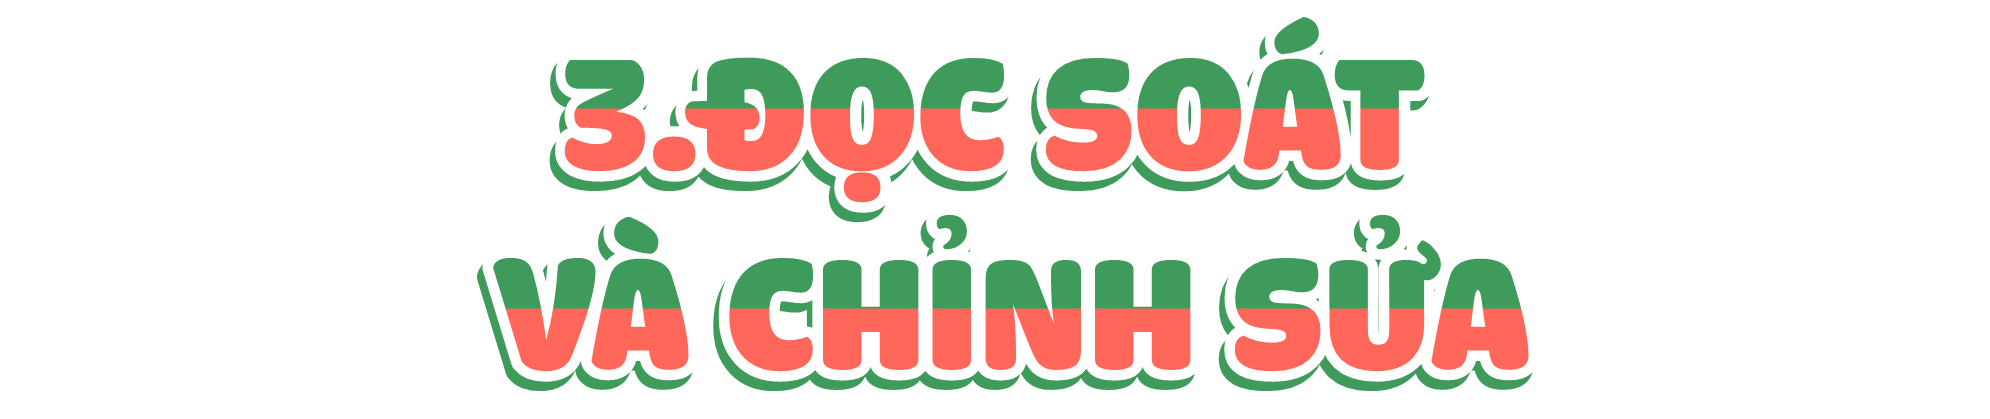 3.ĐỌC SOÁT
VÀ CHỈNH SỬA